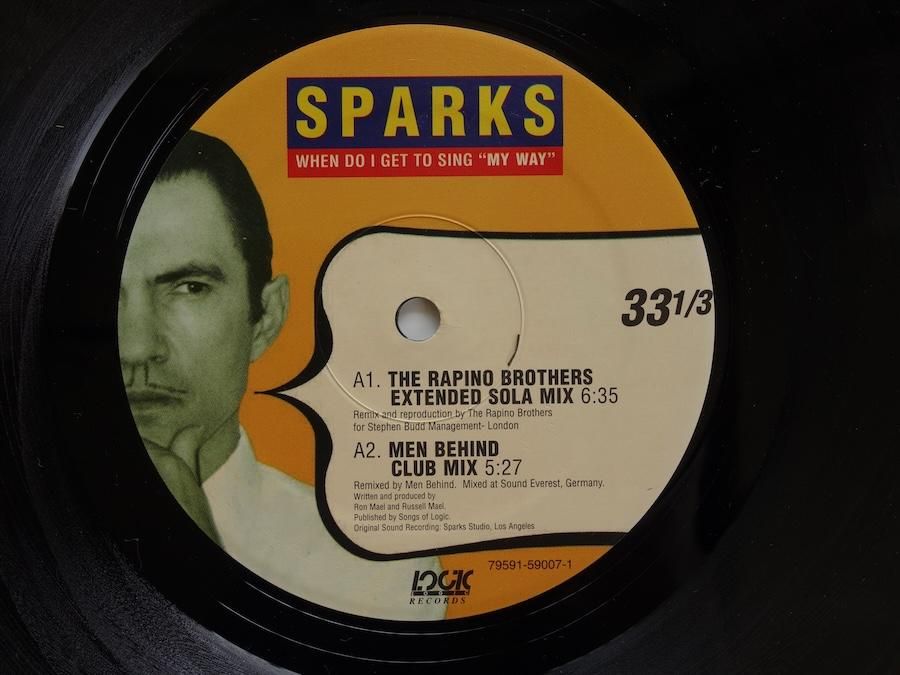 SPARKS
WHEN DO I GET TO SING “MY WAY”
33 1/3
A1. THE RAPINO BROTHERS
EXTENDED SOLA MIX 6:35
Remix and reproduction by The Rapino Brothers
for Stephen Budd Management- London
A2. MEN BEHIND
CLUB MIX 5:27
Remixed by Men Behind. Mixed at Sound Everest, Germany.
Written and produced by
Ron Mael and Russell Mael.
Published by Songs of Logic.
Original Sound Recording: Sparks Studio, Los Angeles
79591-59007-1
LOGIC
LOGIC
RECORDS